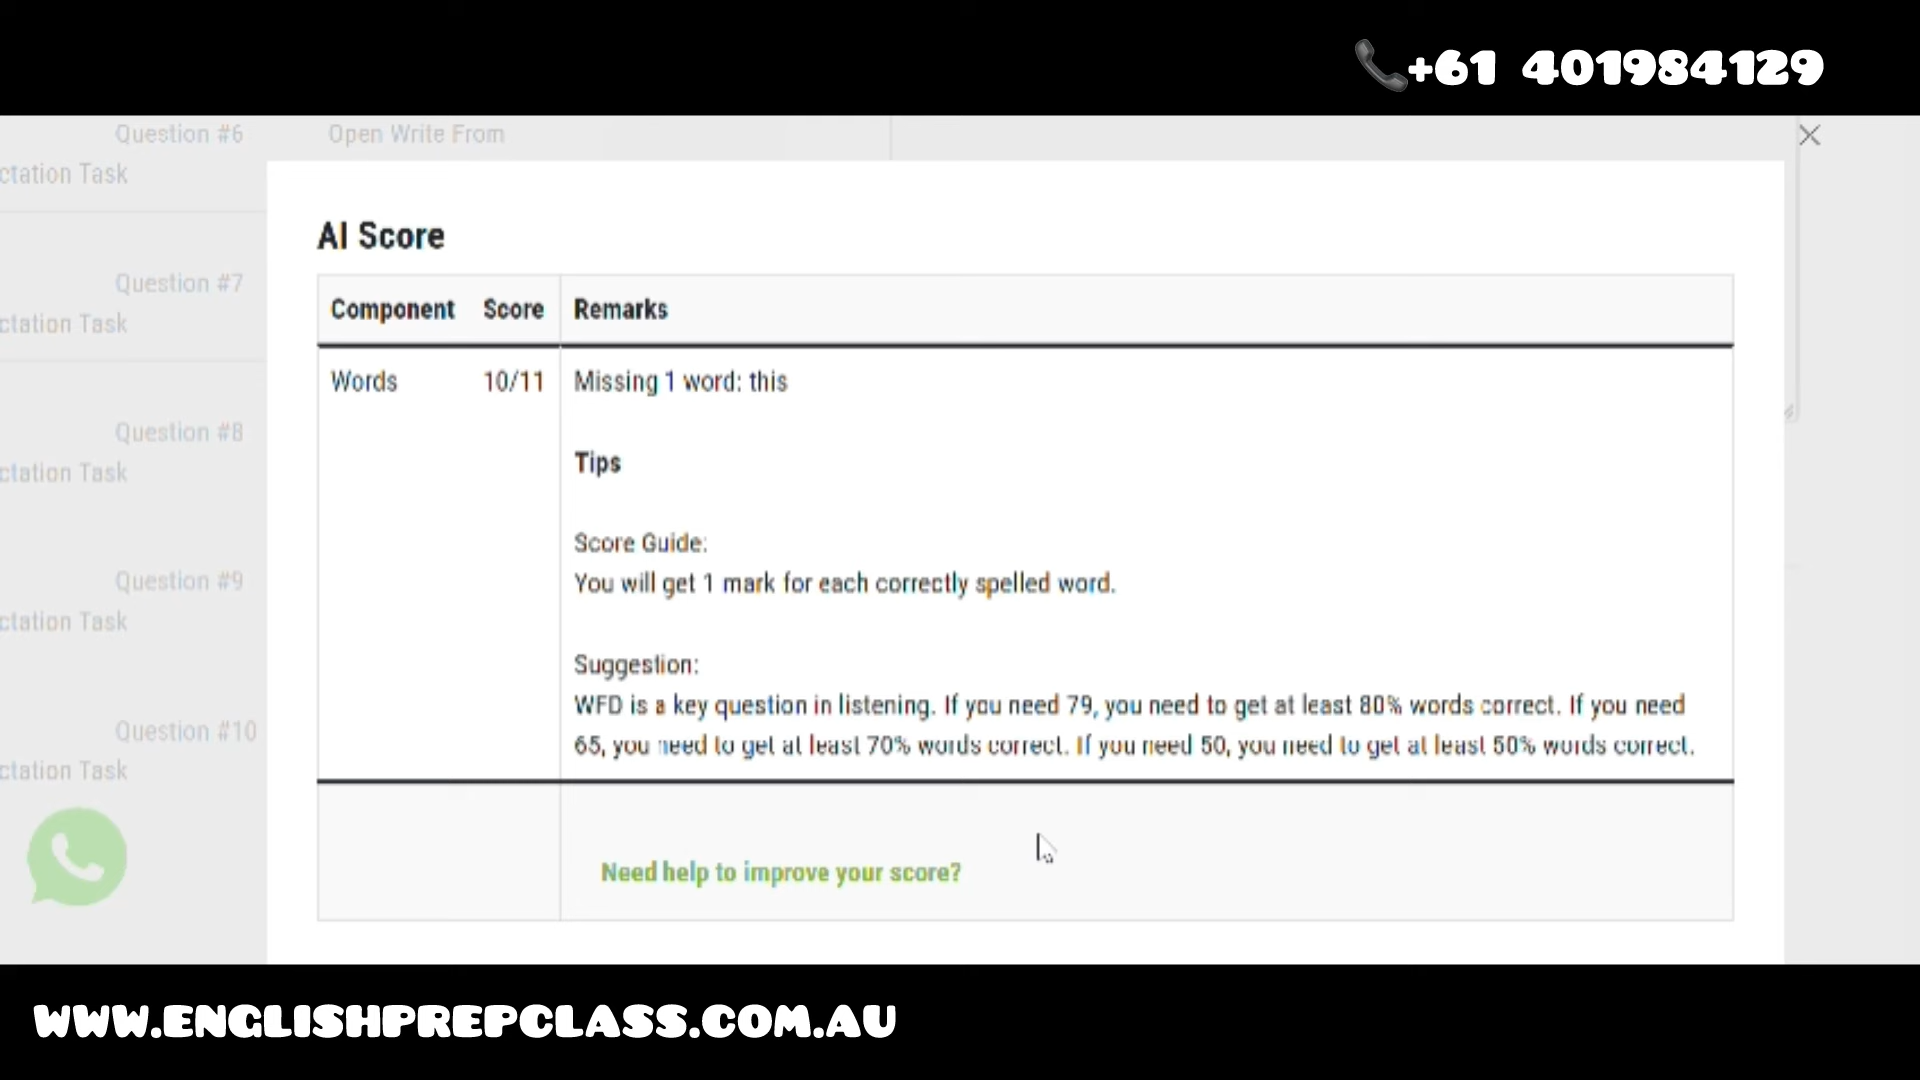 +61 401984129
Question #6
Open Write From
ctation Task
AI Score
Question #7
Component Score Remarks
ctation Task
Words 10/11 Missing 1 word: this
Question #8
Tips
ctation Task
Score Guide:
Question #9
You will get 1 mark for each correctly spelled word.
ctation Task
Suggestion:
WFD is a key question in listening. If you need 79, you need to get at least 80% words correct. If you need
Question #10
65, you need to get at least 70% words correct. If you need 50, you need to get at least 50% words correct.
ctation Task
Need help to improve your score?
WWW.ENGLISHPREPCLASS.COM.AU